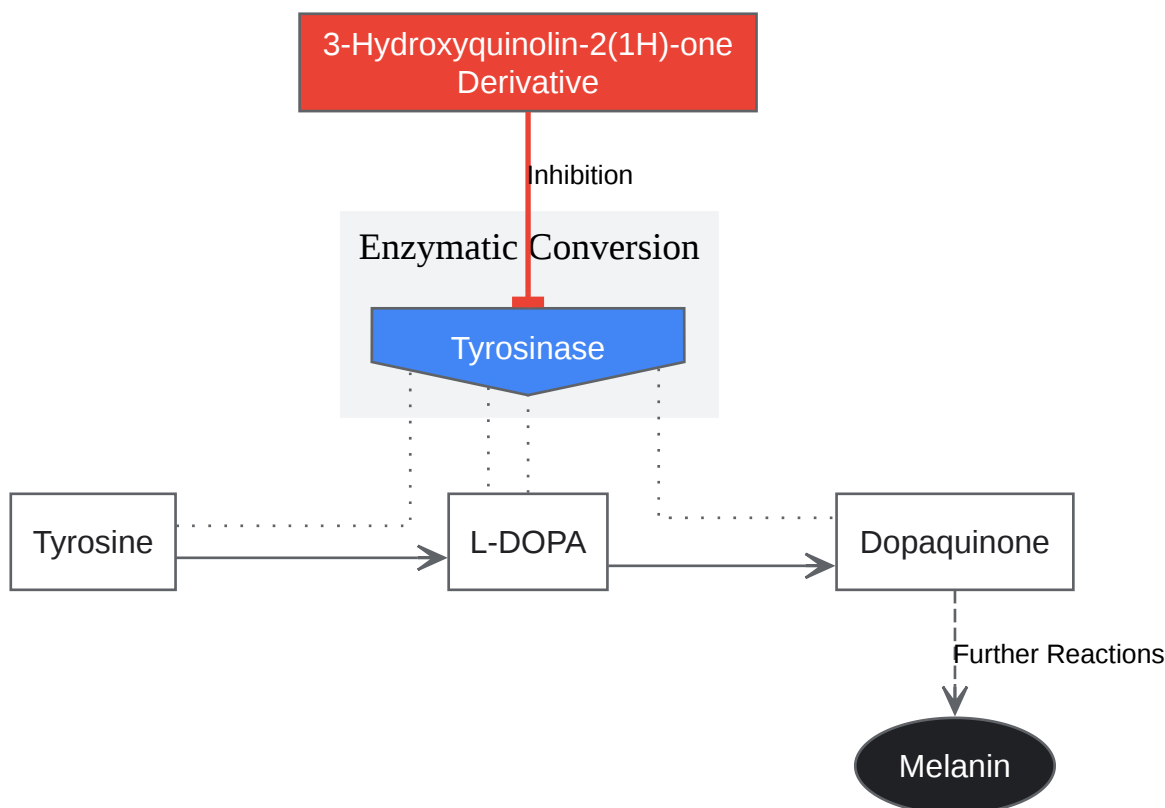 3-Hydroxyquinolin-2(1H)-one
Derivative
Inhibition
Enzymatic Conversion
Tyrosinase
Tyrosine
L-DOPA
Dopaquinone
Further Reactions
Melanin